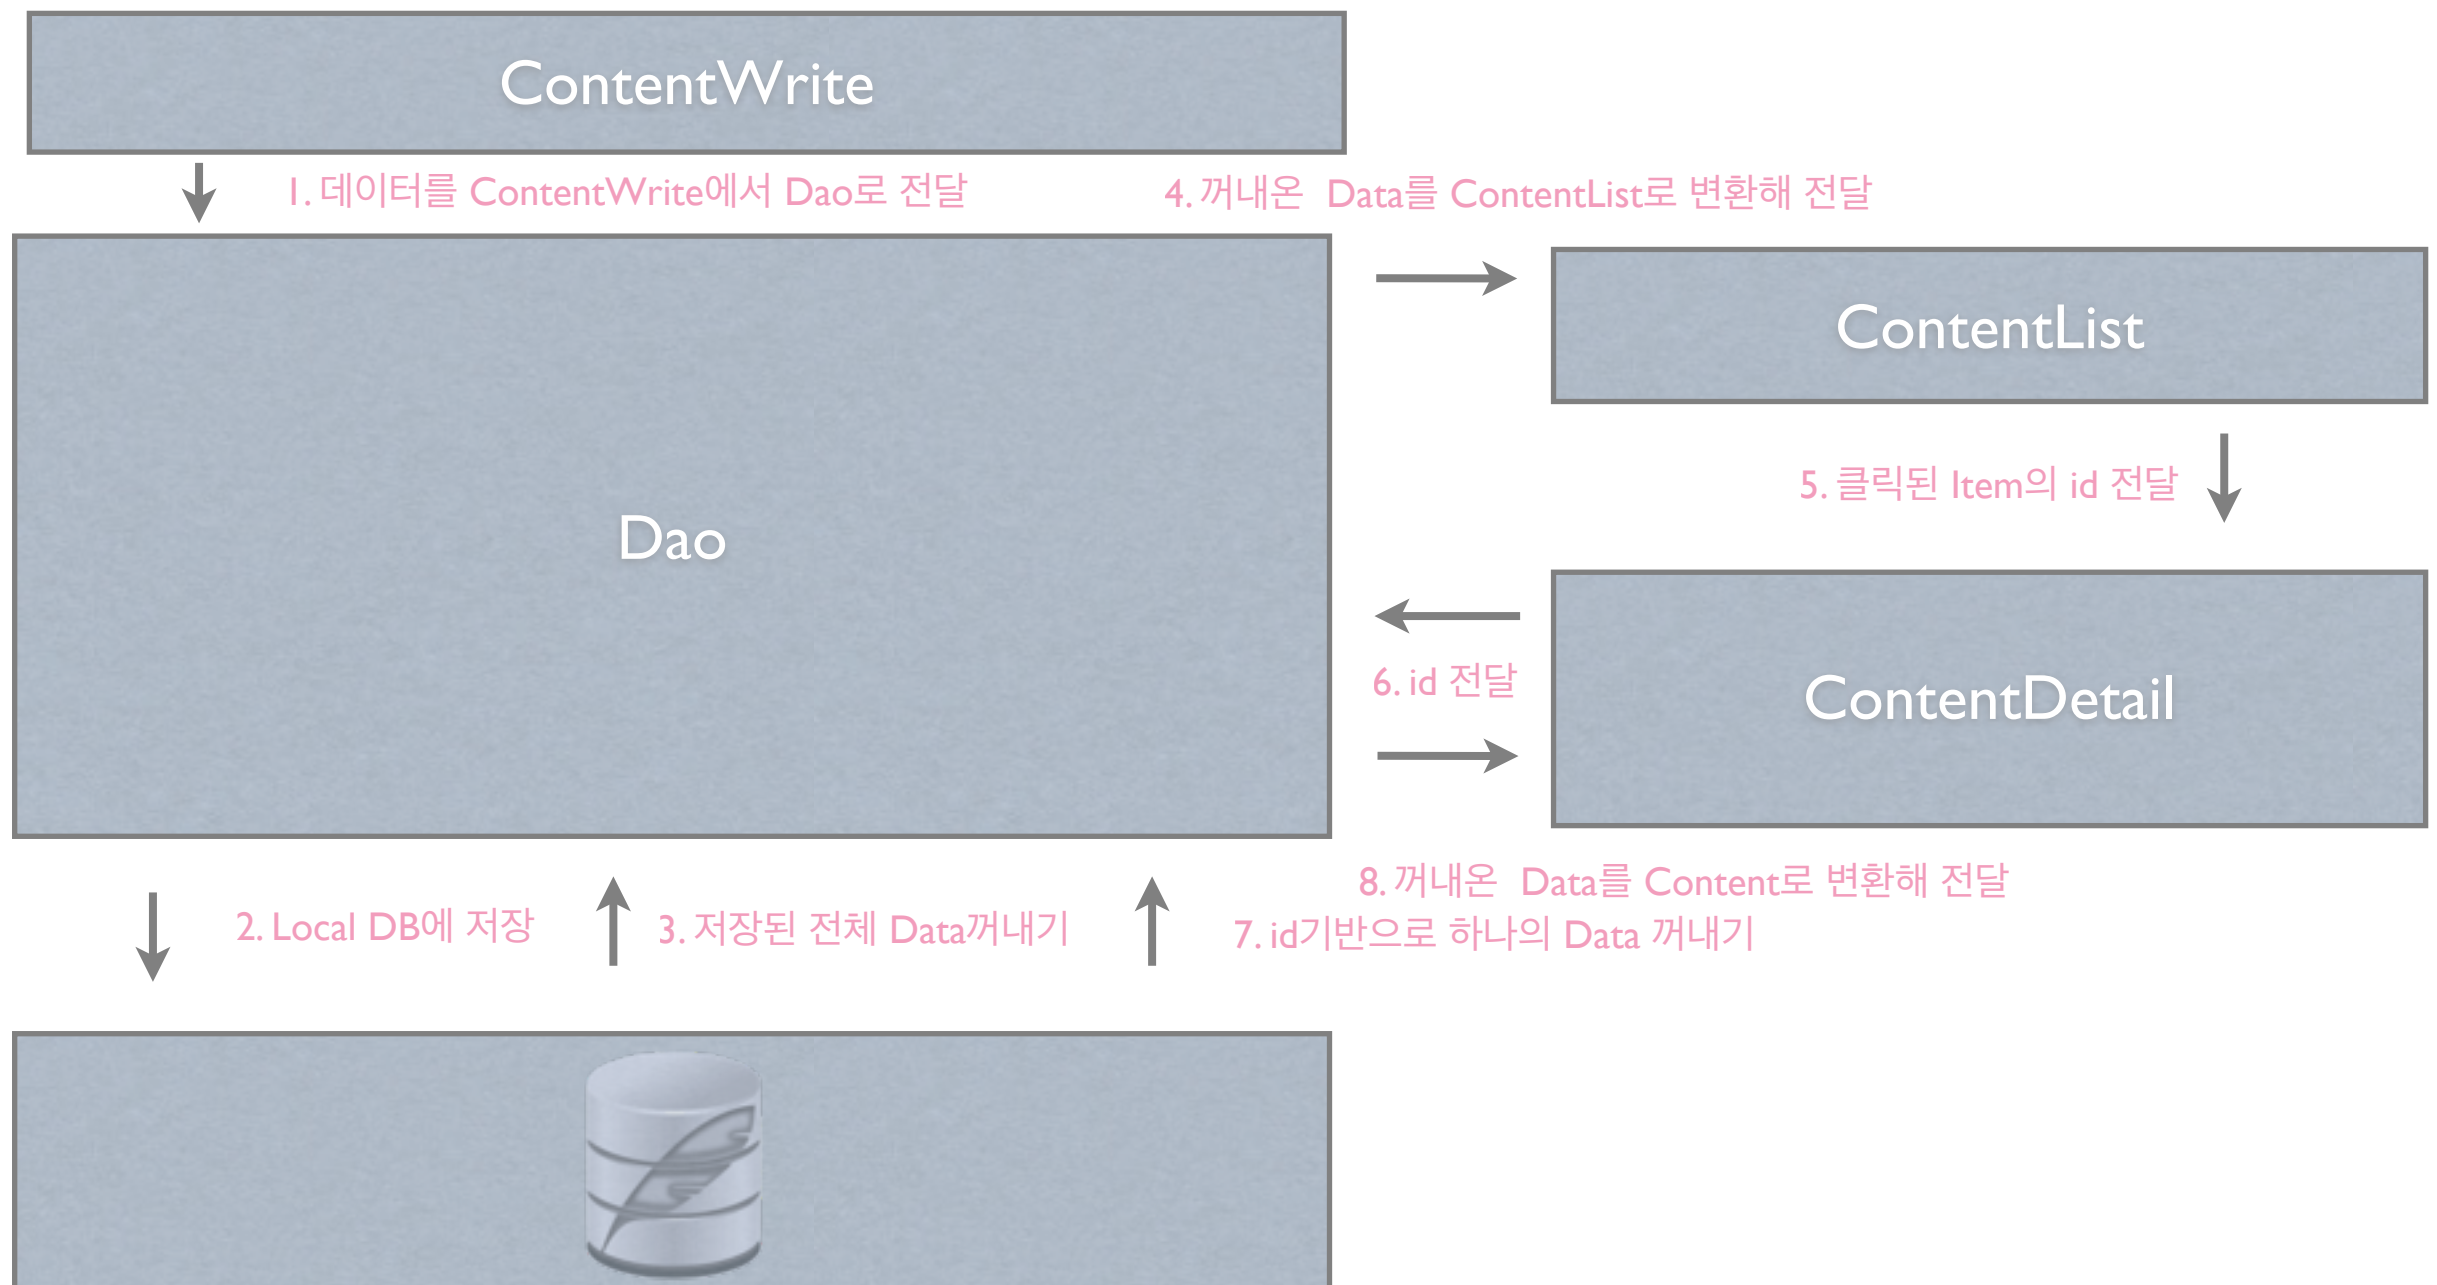 ContentWrite
1. 데이터를 ContentWrite에서 Dao로 전달
4. 꺼내온 Data를 ContentList로 변환해 전달
ContentList
5. 클릭된 Item의 id 전달
Dao
6. id 전달
ContentDetail
8. 꺼내온 Data를 Content로 변환해 전달
2. Local DB에 저장
3. 저장된 전체 Data꺼내기
7. id기반으로 하나의 Data 꺼내기